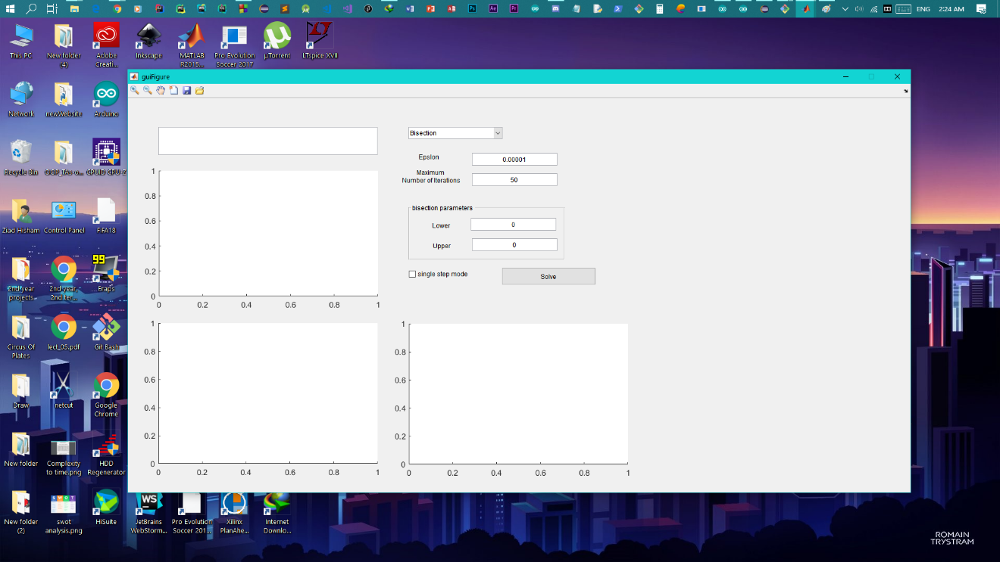 ENG
2:24 AM
This PC
New folder
(4)
Adobe
Creati...
Inkscape
MATLAB
R2015...
Pro Evolution
Soccer 2017
µTorrent
LTspice XVII
Network
newWebsite
Arduino
Recycle Bin
CPUID CPU-Z
Ziad Hisham
Control Panel
FIFA18
2nd year
projects
2nd year,
2nd ter...
99
Fraps
Circus Of
Plates
lect_05.pdf
Git Bash
Draw
netcut
Google
Chrome
New folder
Complexity
to time.png
HDD
Regenerator
New folder
(2)
SWOT
swot
analysis.png
HiSuite
WS
JetBrains
WebStorm...
Pro Evolution
Soccer 201...
Xilinx
PlanAhe...
Internet
Downlo...
guiFigure
Bisection
Epslon
0.00001
Maximum
Number of Iterations
50
bisection parameters
Lower
0
Upper
0
single step mode
Solve
1
0.8
0.6
0.4
0.2
0
0 0.2 0.4 0.6 0.8 1
1
0.8
0.6
0.4
0.2
0
0 0.2 0.4 0.6 0.8 1
1
0.8
0.6
0.4
0.2
0
0 0.2 0.4 0.6 0.8 1
ROMAIN
TRYSTRAM